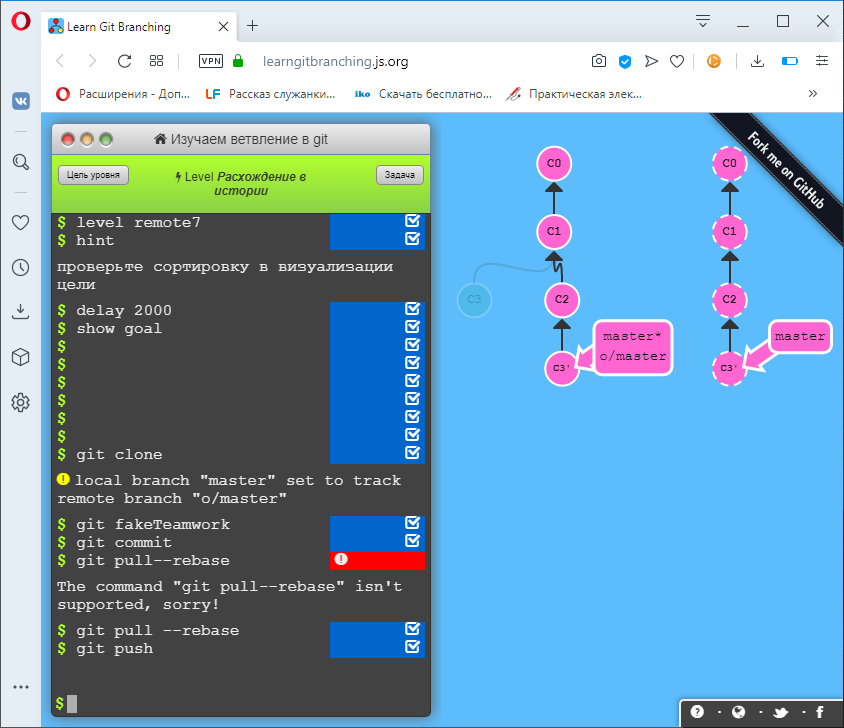 Learn Git Branching
VPN
learngitbranching.js.org
Расширения - Доп...
LF Рассказ служанки...
iko Скачать бесплатно...
Практическая элек...
»
Изучаем ветвление в git
Цель уровня
Level Расхождение в
истории
Задача
$ level remote7
$ hint
проверьте сортировку в визуализации
цели
$ delay 2000
$ show goal
$
$
$
$
$
$
$ git clone
local branch "master" set to track
remote branch "o/master"
$ git fakeTeamwork
$ git commit
$ git pull--rebase
The command "git pull--rebase" isn't
supported, sorry!
$ git pull --rebase
$ git push
$
C0
C1
C3
C2
C3'
master*
o/master
C0
C1
C2
C3'
master
Fork me on GitHub